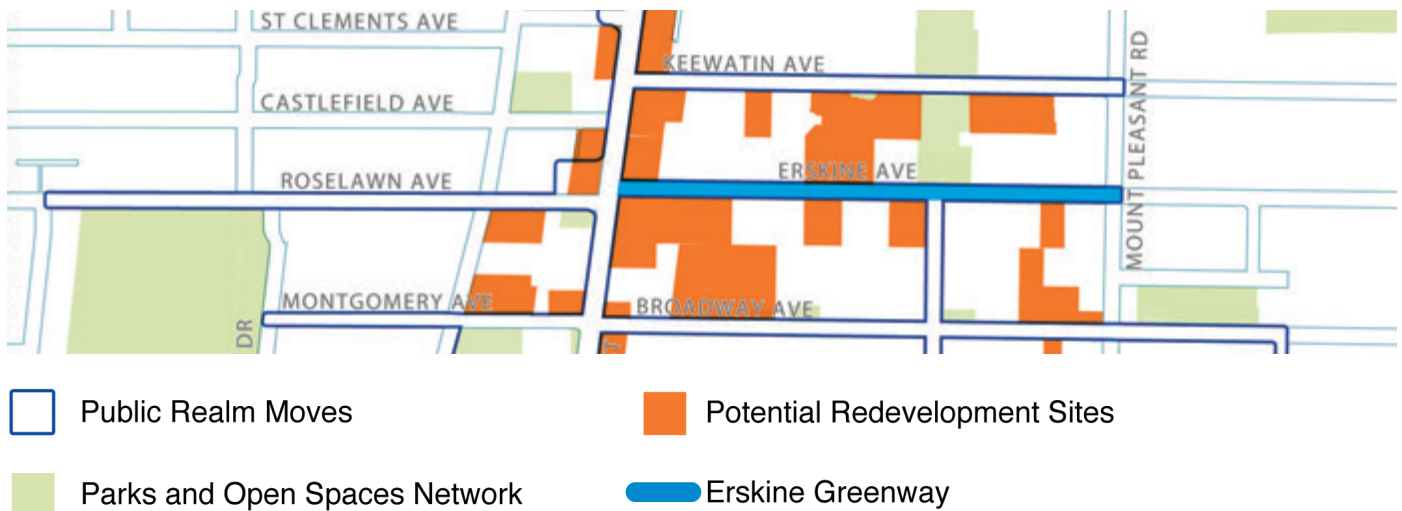 ST CLEMENTS AVE
KEEWATIN AVE
CASTLEFIELD AVE
MOUNT PLEASANT RD
ERSKINE AVE
ROSELAWN AVE
MONTGOMERY AVE
BROADWAY AVE
DR
Public Realm Moves
Potential Redevelopment Sites
Parks and Open Spaces Network
Erskine Greenway